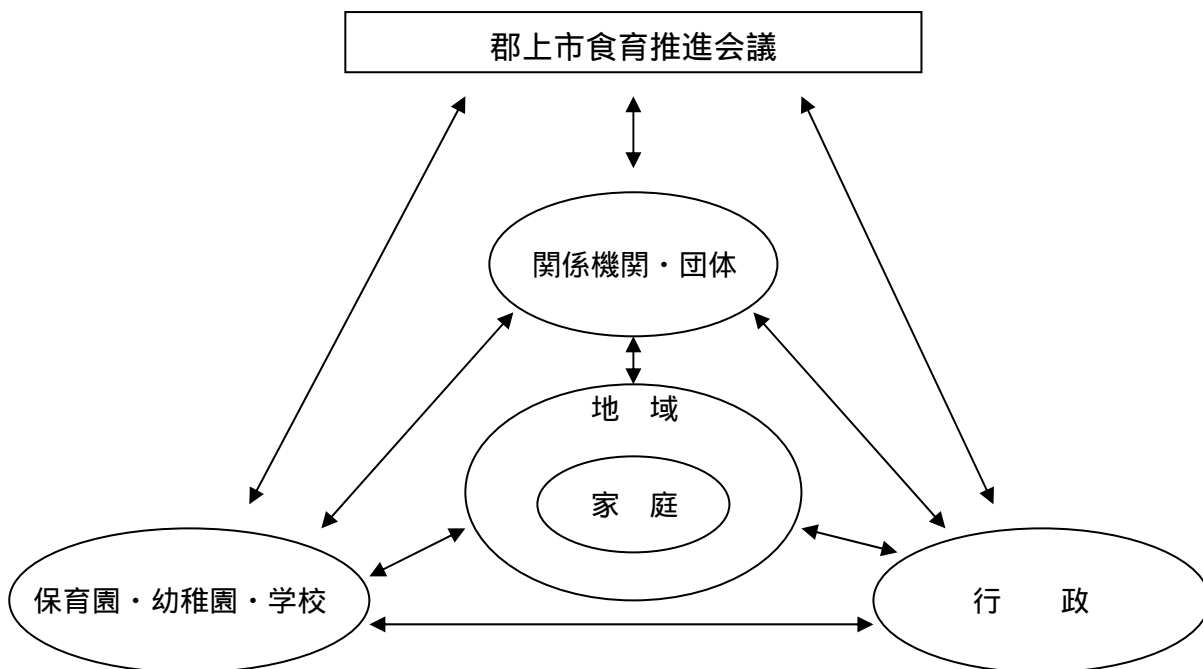 郡上市食育推進会議
関係機関・団体
地　域
家　庭
保育園・幼稚園・学校
行　　政